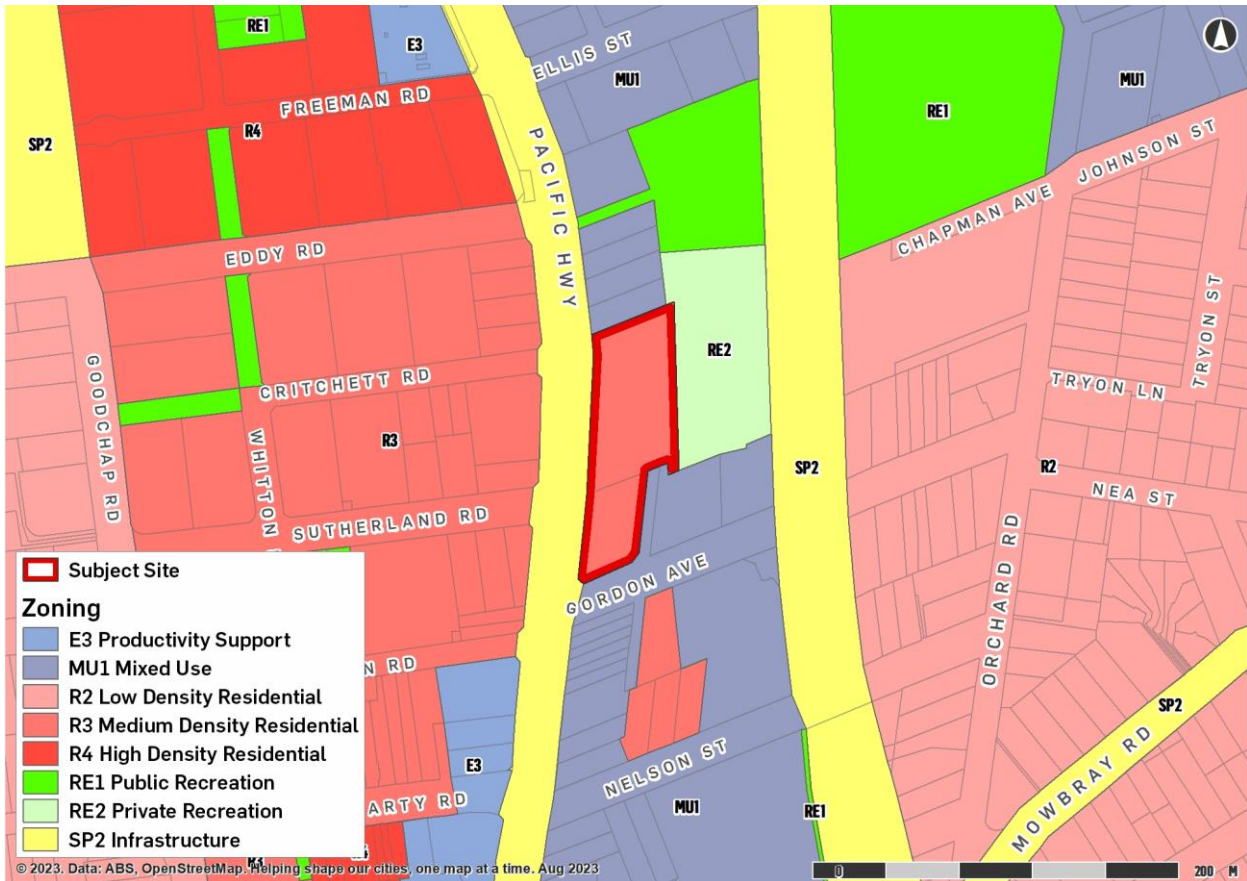 RE1
E3
ELLIS ST
MU1
RE1
MU1
FREEMAN RD
R4
SP2
PACIFIC HWY
CHAPMAN AVE
JOHNSON ST
EDDY RD
GOODCHAP RD
CRITCHETT RD
RE2
TRYON ST
TRYON LN
WHITTON
R3
SP2
R2
NEA ST
SUTHERLAND RD
ORCHARD RD
GORDON AVE
N RD
E3
NELSON ST
MU1
RE1
SP2
MOWBRAY RD
ARTY RD
R3
Subject Site
Zoning
E3 Productivity Support
MU1 Mixed Use
R2 Low Density Residential
R3 Medium Density Residential
R4 High Density Residential
RE1 Public Recreation
RE2 Private Recreation
SP2 Infrastructure
© 2023. Data: ABS, OpenStreetMap. Helping shape our cities, one map at a time. Aug 2023
0 200 M